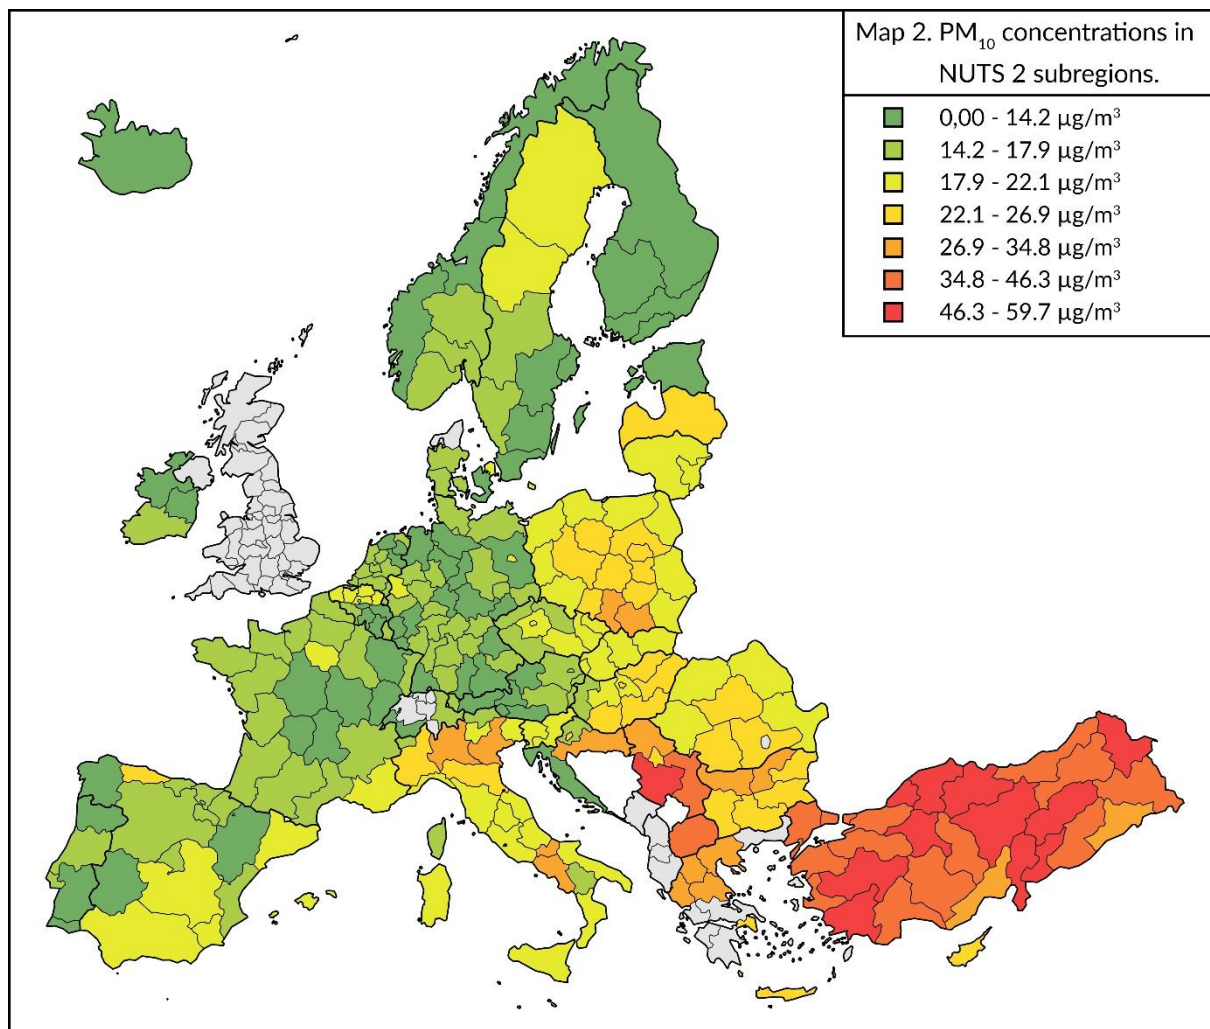 Map 2. PM₁₀ concentrations in
NUTS 2 subregions.
0,00 - 14.2 µg/m³
14.2 - 17.9 µg/m³
17.9 - 22.1 µg/m³
22.1 - 26.9 µg/m³
26.9 - 34.8 µg/m³
34.8 - 46.3 µg/m³
46.3 - 59.7 µg/m³